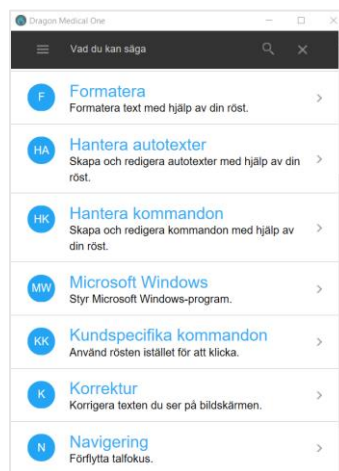 Dragon Medical One
Vad du kan säga
F
Formatera
Formatera text med hjälp av din röst.
HA
Hantera autotexter
Skapa och redigera autotexter med hjälp av din
röst.
HK
Hantera kommandon
Skapa och redigera kommandon med hjälp av
din röst.
MW
Microsoft Windows
Styr Microsoft Windows-program.
KK
Kundspecifika kommandon
Använd rösten istället för att klicka.
K
Korrektur
Korrigera texten du ser på bildskärmen.
N
Navigering
Förflytta talfokus.